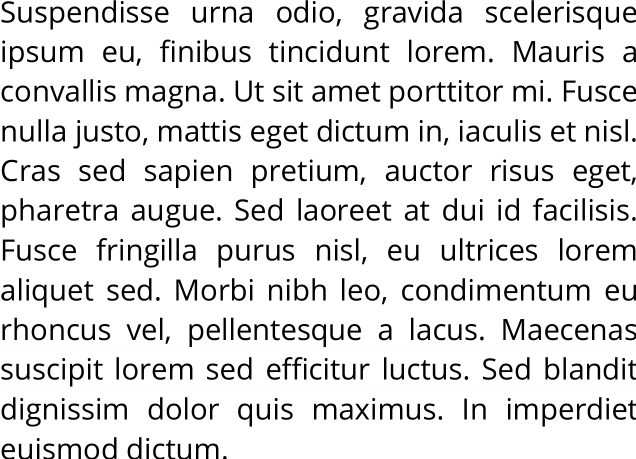 Suspendisse urna odio, gravida scelerisque
ipsum eu, finibus tincidunt lorem. Mauris a
convallis magna. Ut sit amet porttitor mi. Fusce
nulla justo, mattis eget dictum in, iaculis et nisl.
Cras sed sapien pretium, auctor risus eget,
pharetra augue. Sed laoreet at dui id facilisis.
Fusce fringilla purus nisl, eu ultrices lorem
aliquet sed. Morbi nibh leo, condimentum eu
rhoncus vel, pellentesque a lacus. Maecenas
suscipit lorem sed efficitur luctus. Sed blandit
dignissim dolor quis maximus. In imperdiet
euismod dictum.